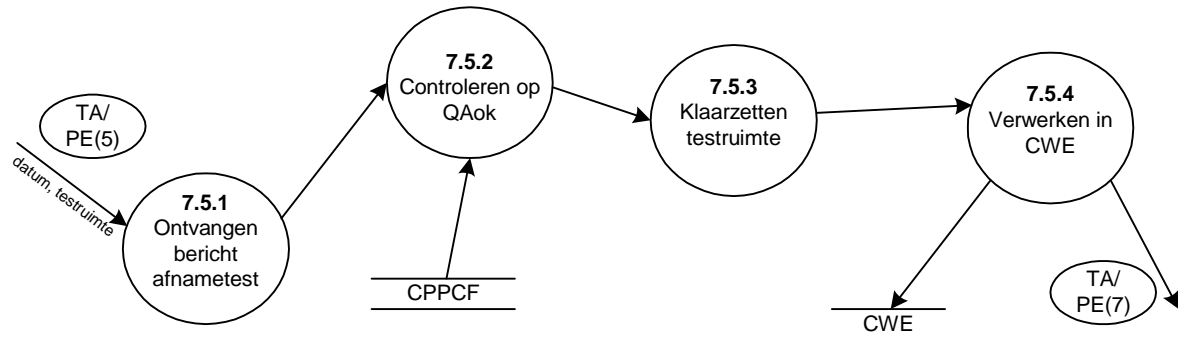 TA/
PE(5)
datum, testruimte
7.5.1
Ontvangen
bericht
afnametest
7.5.2
Controleren op
QAok
CPPCF
7.5.3
Klaarzetten
testruimte
7.5.4
Verwerken in
CWE
CWE
TA/
PE(7)